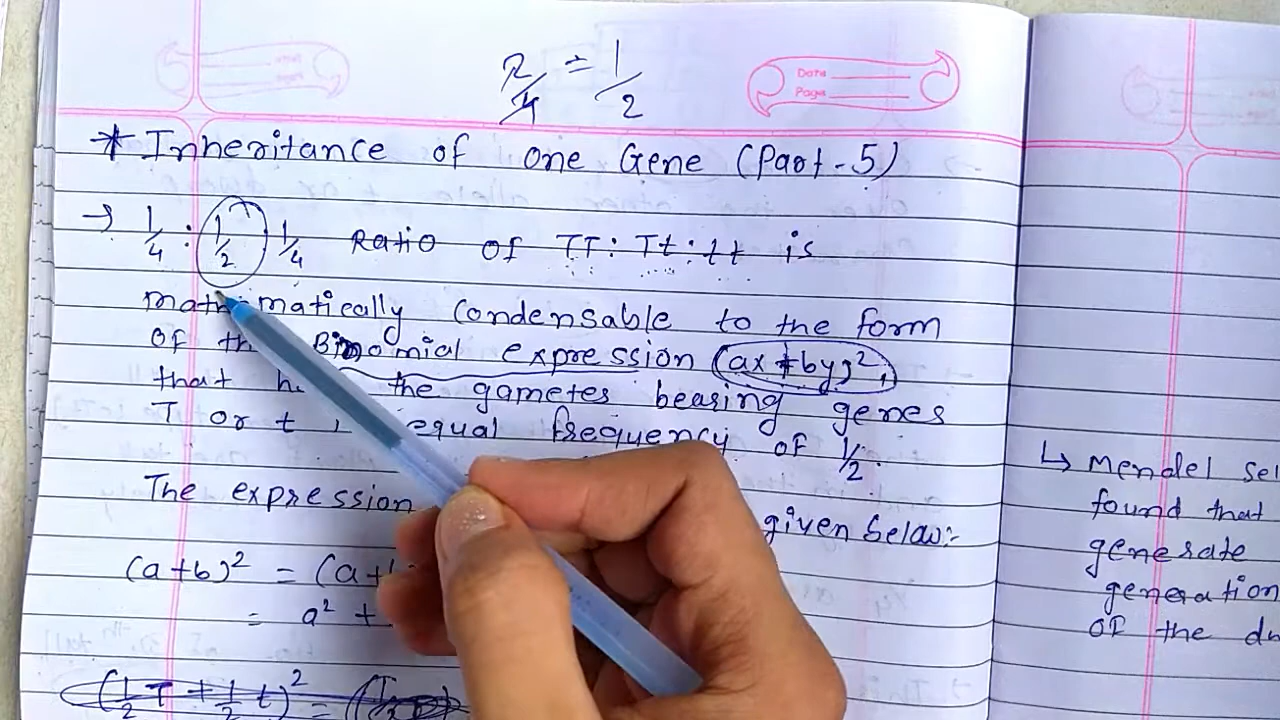 2/4 = 1/2
Date
Page
* Inheritance of one Gene (Part-5)
→ 1/4 : 1/2 1/4 Ratio of TT : Tt : tt is
mathematically condensable to the form
of the Binomial expression (ax + by)²,
that the gametes bearing genes
T or t equal frequency of 1/2.
The expression given below:-
(a+b)² = (a+
= a² +
(1/2 T + 1/2 t)² =
↳ Mendel
found that
generate
generation
of the